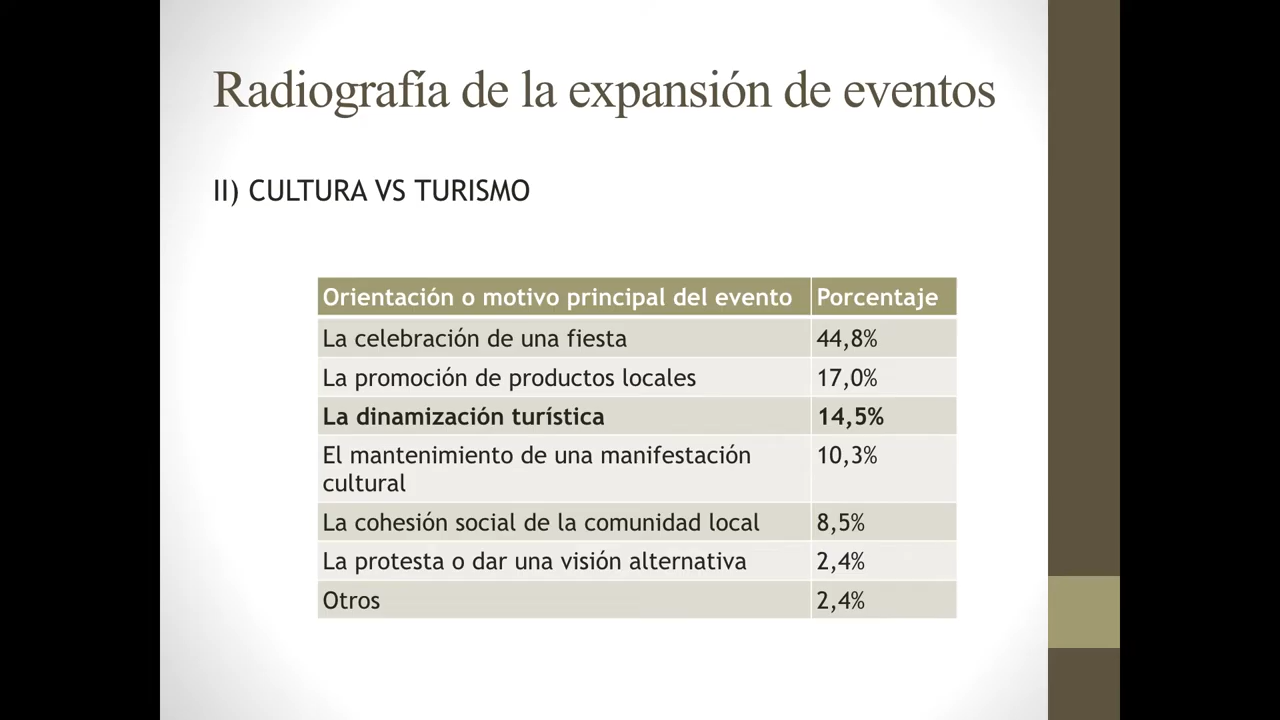 Radiografía de la expansión de eventos
II) CULTURA VS TURISMO
Orientación o motivo principal del evento Porcentaje
La celebración de una fiesta 44,8%
La promoción de productos locales 17,0%
La dinamización turística 14,5%
El mantenimiento de una manifestación 10,3%
cultural
La cohesión social de la comunidad local 8,5%
La protesta o dar una visión alternativa 2,4%
Otros 2,4%